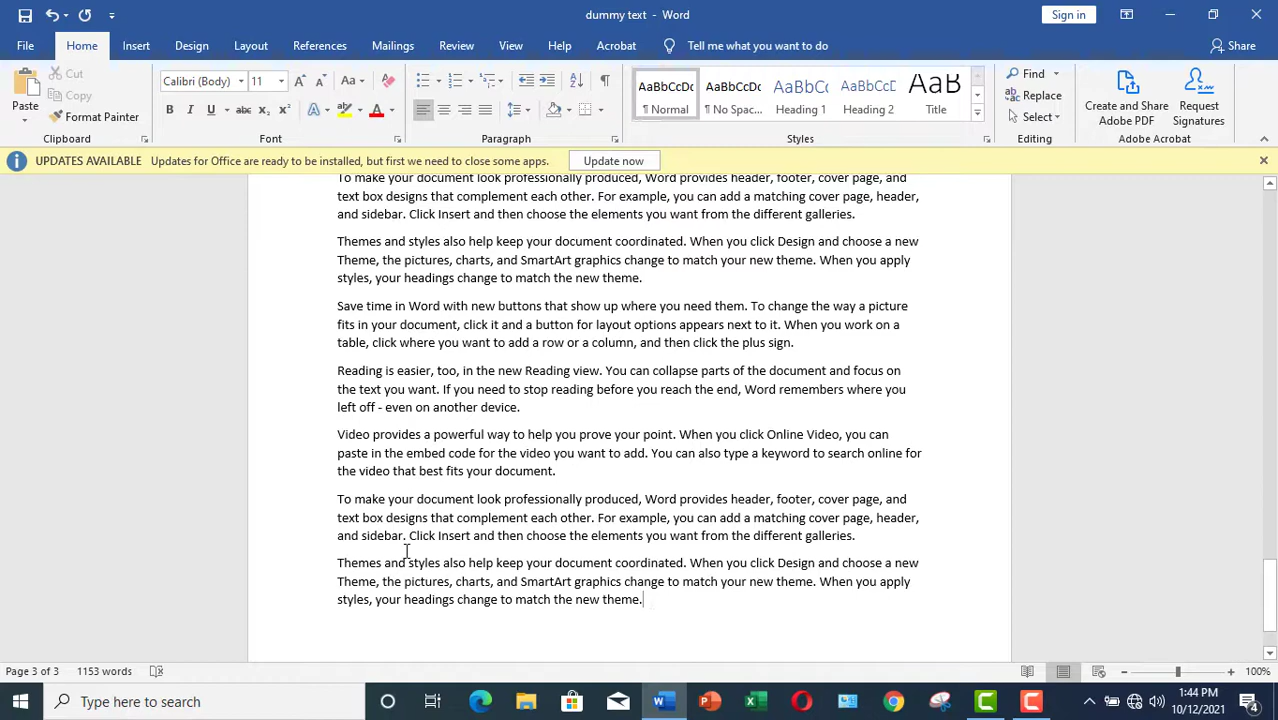 dummy text - Word
Sign in
File Home Insert Design Layout References Mailings Review View Help Acrobat Tell me what you want to do Share
Paste
Cut
Copy
Format Painter
Clipboard
Calibri (Body) 11
Aa
B I U abc X₂ X²
A
Font
Paragraph
AaBbCcDc
¶ Normal
AaBbCcDc
¶ No Spac...
AaBbC
Heading 1
AaBbCcD
Heading 2
AaB
Title
Styles
Find
Replace
Select
Editing
Create and Share
Adobe PDF
Request
Signatures
Adobe Acrobat
UPDATES AVAILABLE Updates for Office are ready to be installed, but first we need to close some apps. Update now
To make your document look professionally produced, Word provides header, footer, cover page, and
text box designs that complement each other. For example, you can add a matching cover page, header,
and sidebar. Click Insert and then choose the elements you want from the different galleries.
Themes and styles also help keep your document coordinated. When you click Design and choose a new
Theme, the pictures, charts, and SmartArt graphics change to match your new theme. When you apply
styles, your headings change to match the new theme.
Save time in Word with new buttons that show up where you need them. To change the way a picture
fits in your document, click it and a button for layout options appears next to it. When you work on a
table, click where you want to add a row or a column, and then click the plus sign.
Reading is easier, too, in the new Reading view. You can collapse parts of the document and focus on
the text you want. If you need to stop reading before you reach the end, Word remembers where you
left off - even on another device.
Video provides a powerful way to help you prove your point. When you click Online Video, you can
paste in the embed code for the video you want to add. You can also type a keyword to search online for
the video that best fits your document.
To make your document look professionally produced, Word provides header, footer, cover page, and
text box designs that complement each other. For example, you can add a matching cover page, header,
and sidebar. Click Insert and then choose the elements you want from the different galleries.
Themes and styles also help keep your document coordinated. When you click Design and choose a new
Theme, the pictures, charts, and SmartArt graphics change to match your new theme. When you apply
styles, your headings change to match the new theme.
Page 3 of 3 1153 words
100%
Type here to search
1:44 PM
10/12/2021
4